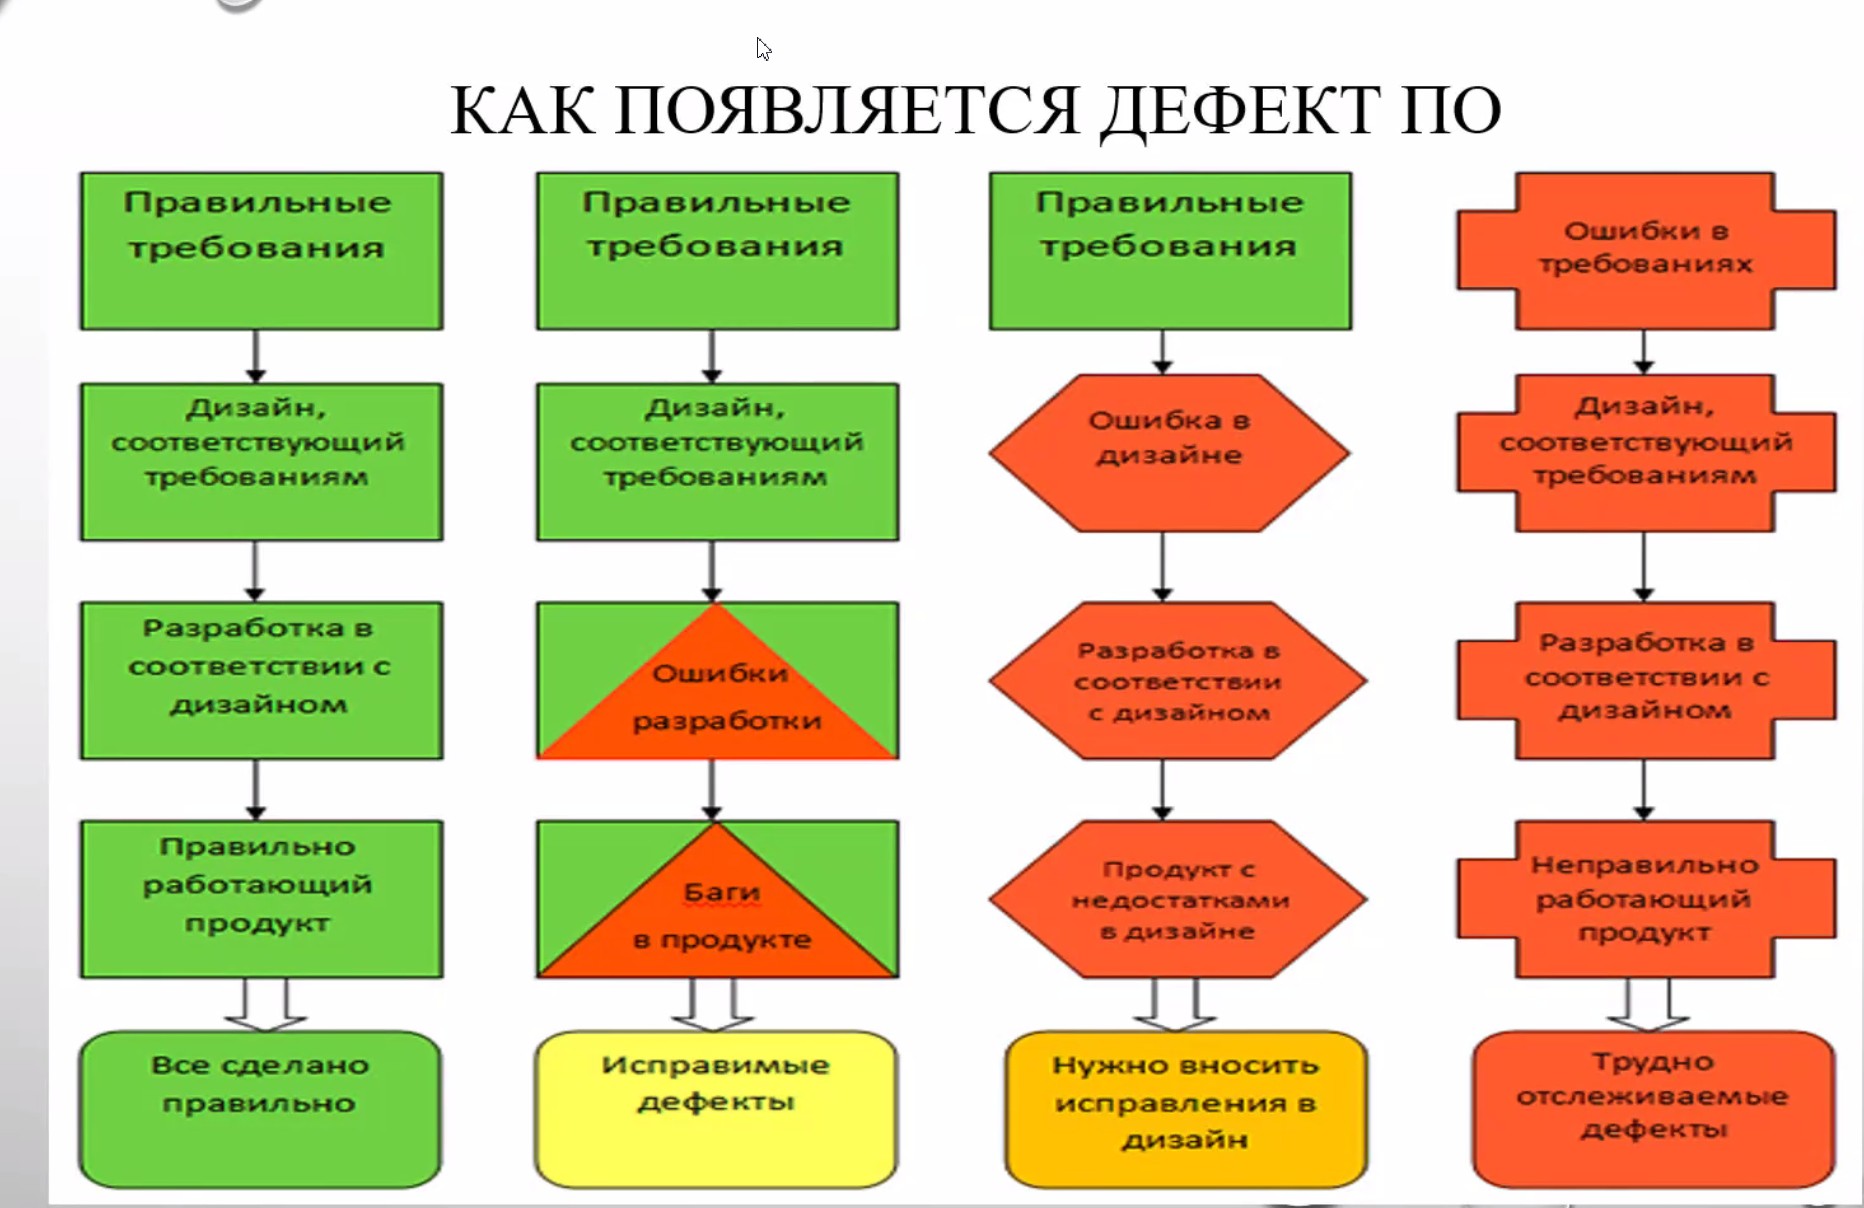 КАК ПОЯВЛЯЕТСЯ ДЕФЕКТ ПО
Правильные
требования
Дизайн,
соответствующий
требованиям
Разработка в
соответствии с
дизайном
Правильно
работающий
продукт
Все сделано
правильно
Правильные
требования
Дизайн,
соответствующий
требованиям
Ошибки
разработки
Баги
в продукте
Исправимые
дефекты
Правильные
требования
Ошибка в
дизайне
Разработка в
соответствии
с дизайном
Продукт с
недостатками
в дизайне
Нужно вносить
исправления в
дизайн
Ошибки в
требованиях
Дизайн,
соответствующий
требованиям
Разработка в
соответствии с
дизайном
Неправильно
работающий
продукт
Трудно
отслеживаемые
дефекты